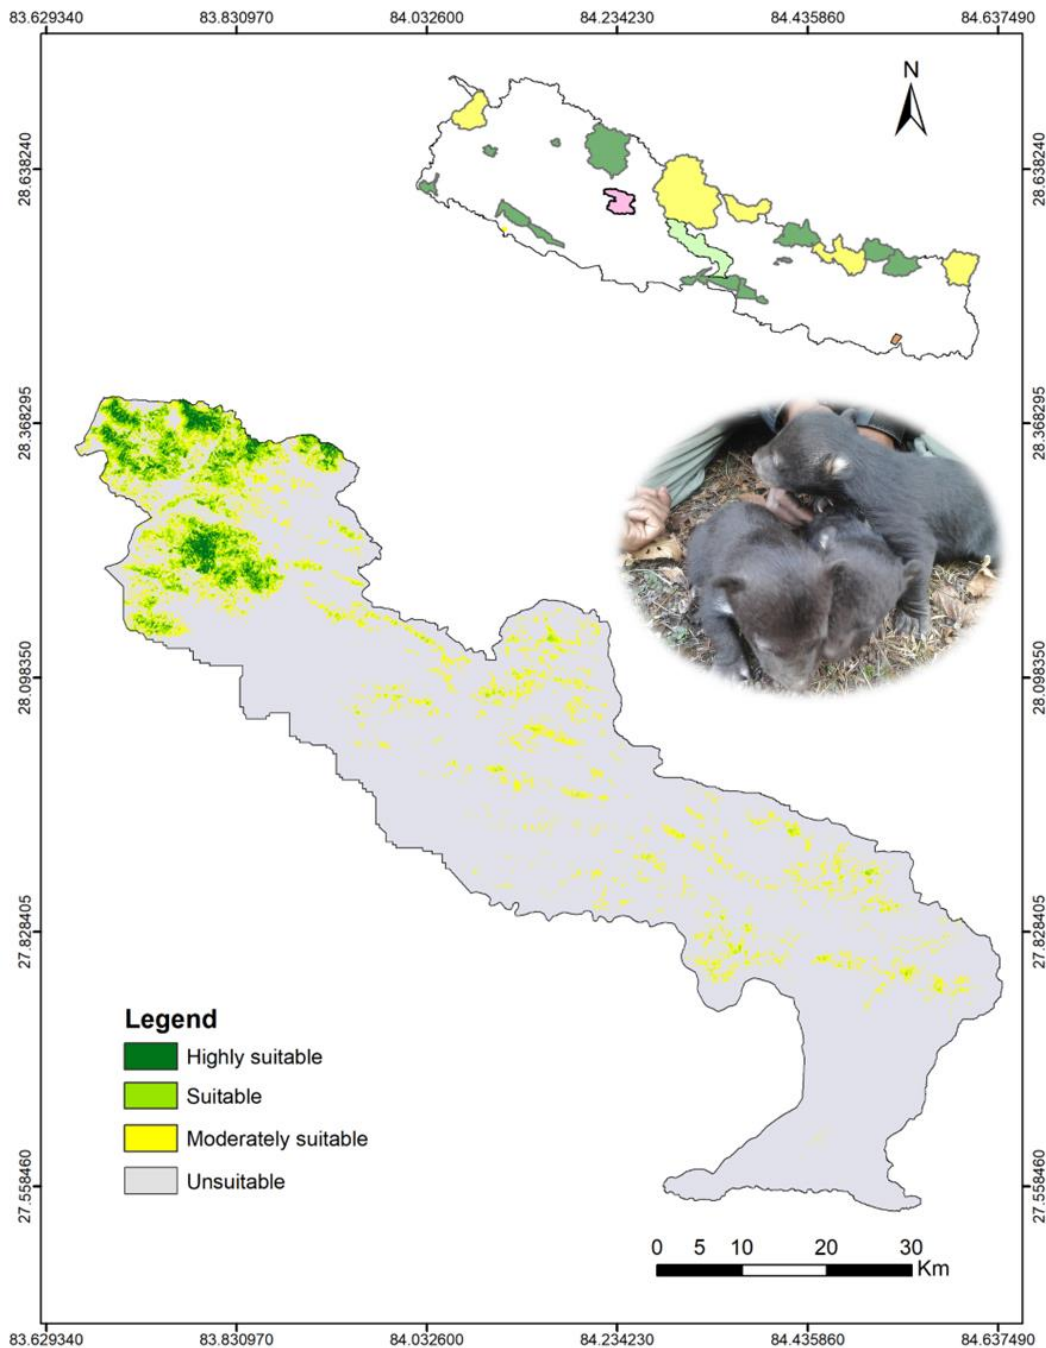 83.629340 83.830970 84.032600 84.234230 84.435860 84.637490
N
28.638240 28.638240
28.368295 28.368295
28.098350 28.098350
27.828405 27.828405
Legend
Highly suitable
Suitable
Moderately suitable
Unsuitable
27.558460 27.558460
0 5 10 20 30
Km
83.629340 83.830970 84.032600 84.234230 84.435860 84.637490